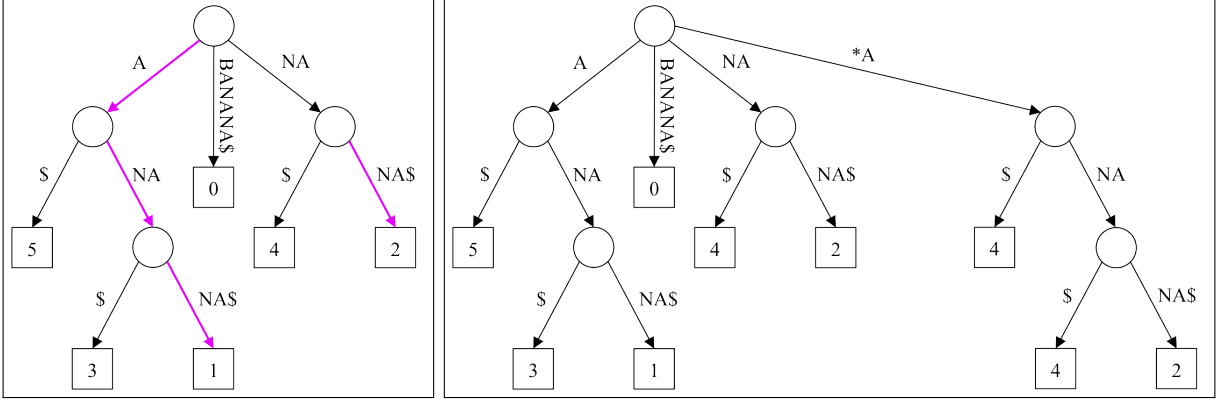 A BANANA$ NA
$ NA $ NA$
5 0 4 2
$ NA$
3 1
A BANANA$ NA *A
$ NA $ NA$ $ NA
5 0 4 2 4
$ NA$ $ NA$
3 1 4 2